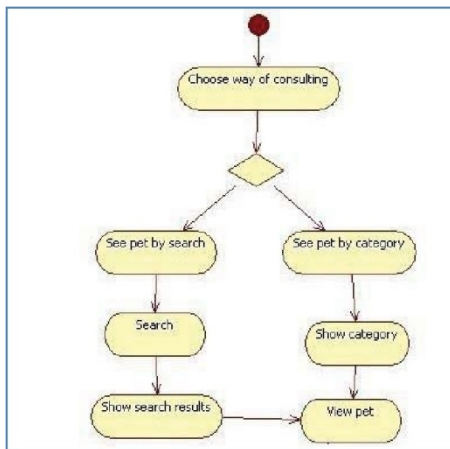 Choose way of consulting
See pet by search
See pet by category
Search
Show category
Show search results
View pet